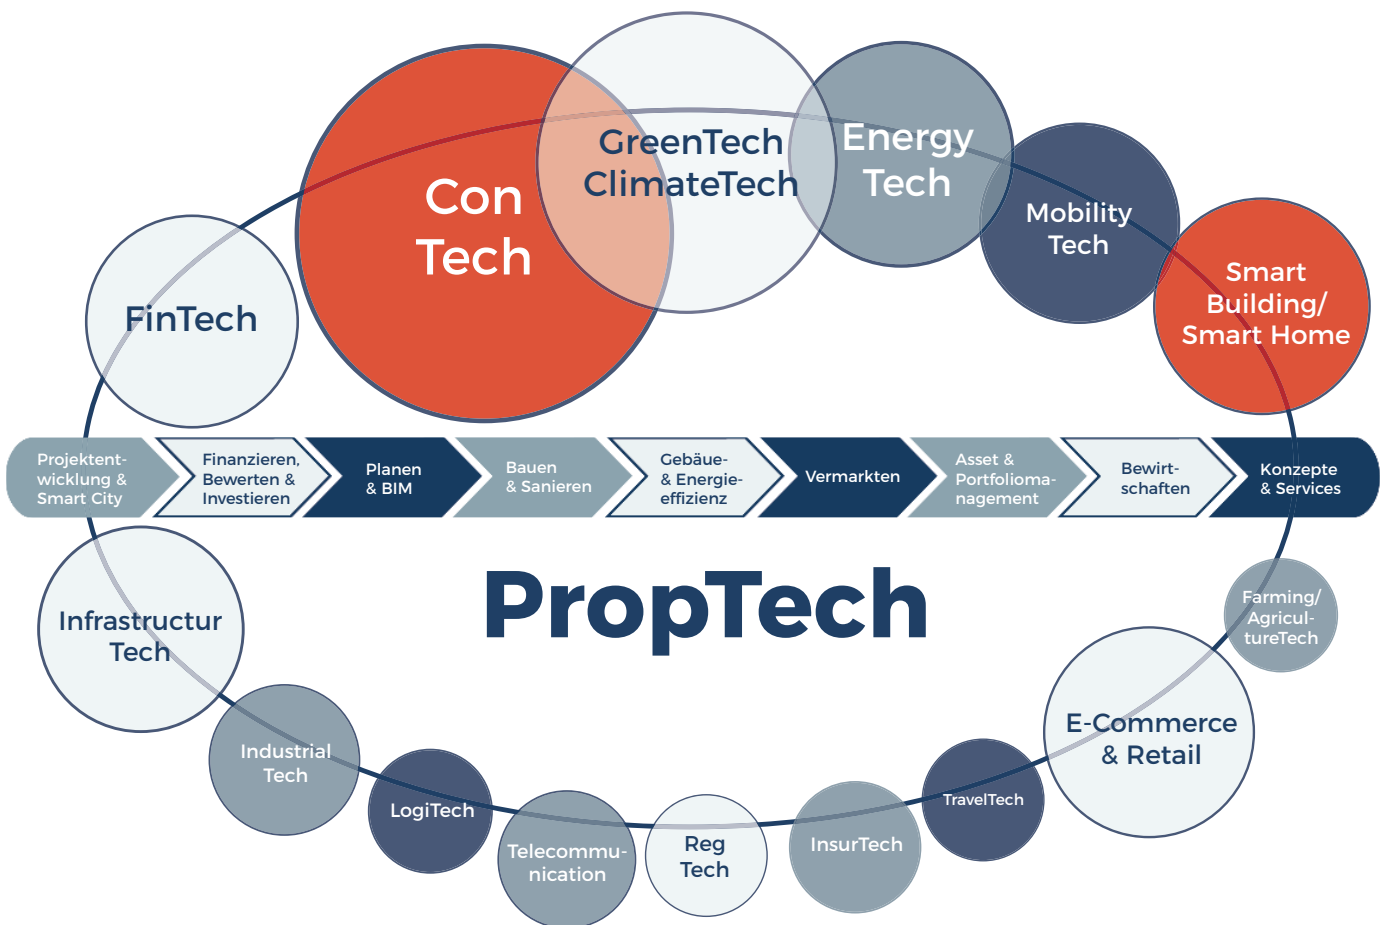 Con
Tech
GreenTech
ClimateTech
Energy
Tech
Mobility
Tech
Smart
Building/
Smart Home
FinTech
Projektent-
wicklung &
Smart City
Finanzieren,
Bewerten &
Investieren
Planen
& BIM
Bauen
& Sanieren
Gebäue-
& Energie-
effizienz
Vermarkten
Asset &
Portfolioma-
nagement
Bewirt-
schaften
Konzepte
& Services
PropTech
Infrastructur
Tech
Industrial
Tech
LogiTech
Telecommu-
nication
Reg
Tech
InsurTech
TravelTech
E-Commerce
& Retail
Farming/
Agricul-
tureTech